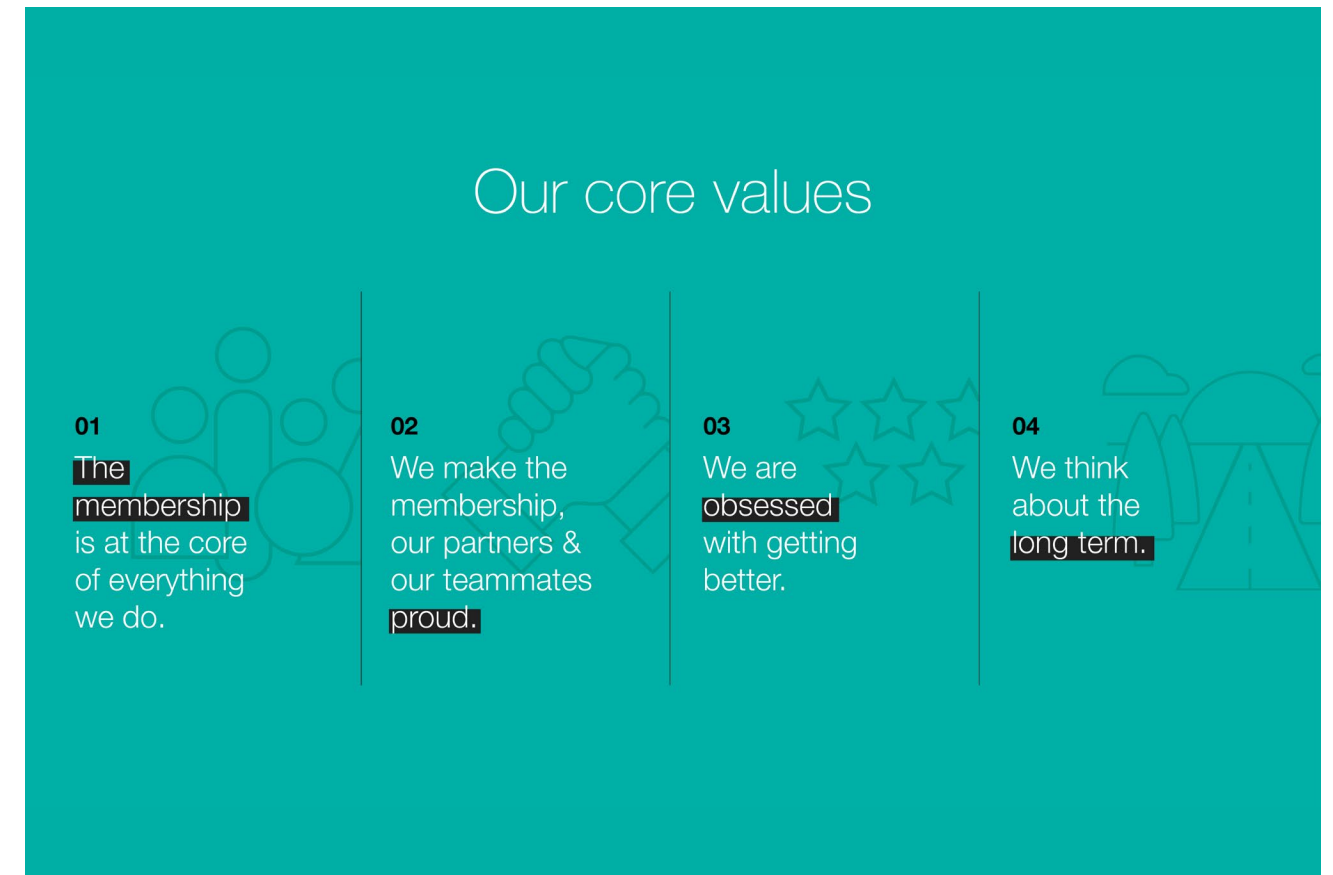 Our core values
01
The
membership
is at the core
of everything
we do.
02
We make the
membership,
our partners &
our teammates
proud.
03
We are
obsessed
with getting
better.
04
We think
about the
long term.